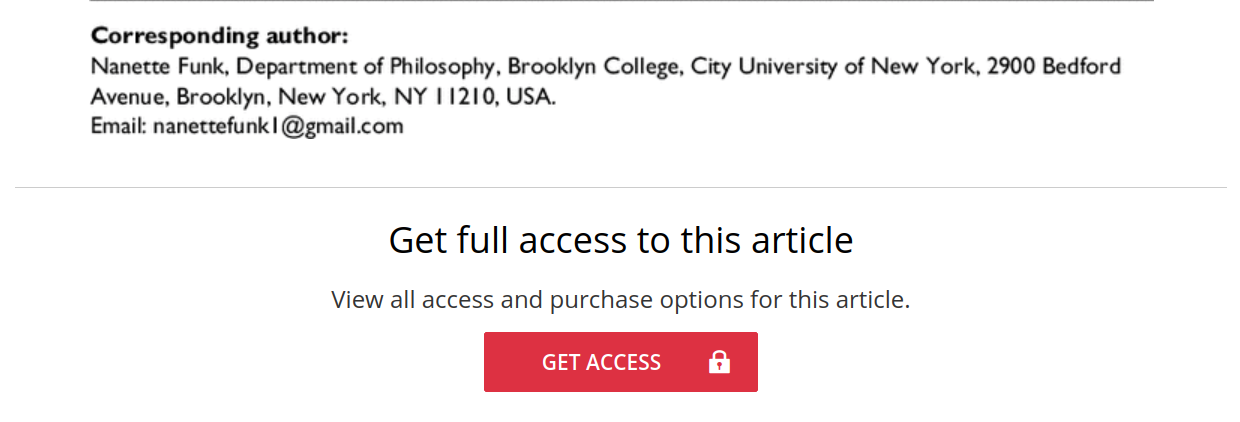 Corresponding author:
Nanette Funk, Department of Philosophy, Brooklyn College, City University of New York, 2900 Bedford
Avenue, Brooklyn, New York, NY 11210, USA.
Email: nanettefunk1@gmail.com
Get full access to this article
View all access and purchase options for this article.
GET ACCESS